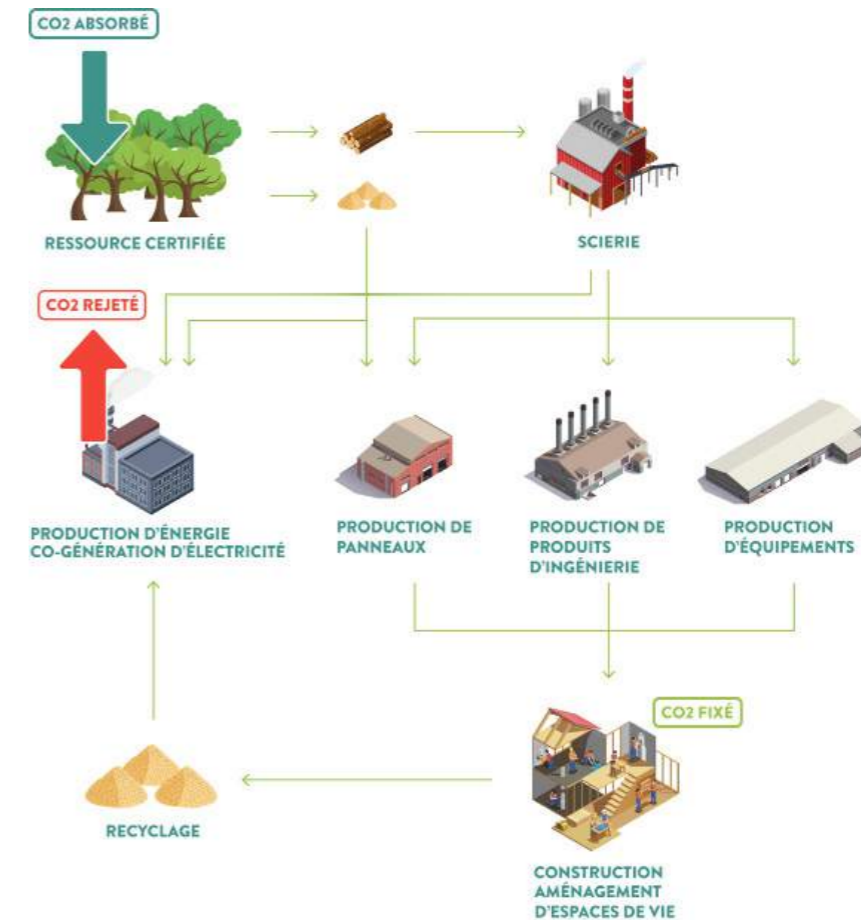 CO2 ABSORBÉ
RESSOURCE CERTIFIÉE
SCIERIE
CO2 REJETÉ
PRODUCTION D'ÉNERGIE
CO-GÉNÉRATION D'ÉLECTRICITÉ
PRODUCTION DE
PANNEAUX
PRODUCTION DE
PRODUITS
D'INGÉNIERIE
PRODUCTION
D'ÉQUIPEMENTS
CO2 FIXÉ
RECYCLAGE
CONSTRUCTION
AMÉNAGEMENT
D'ESPACES DE VIE